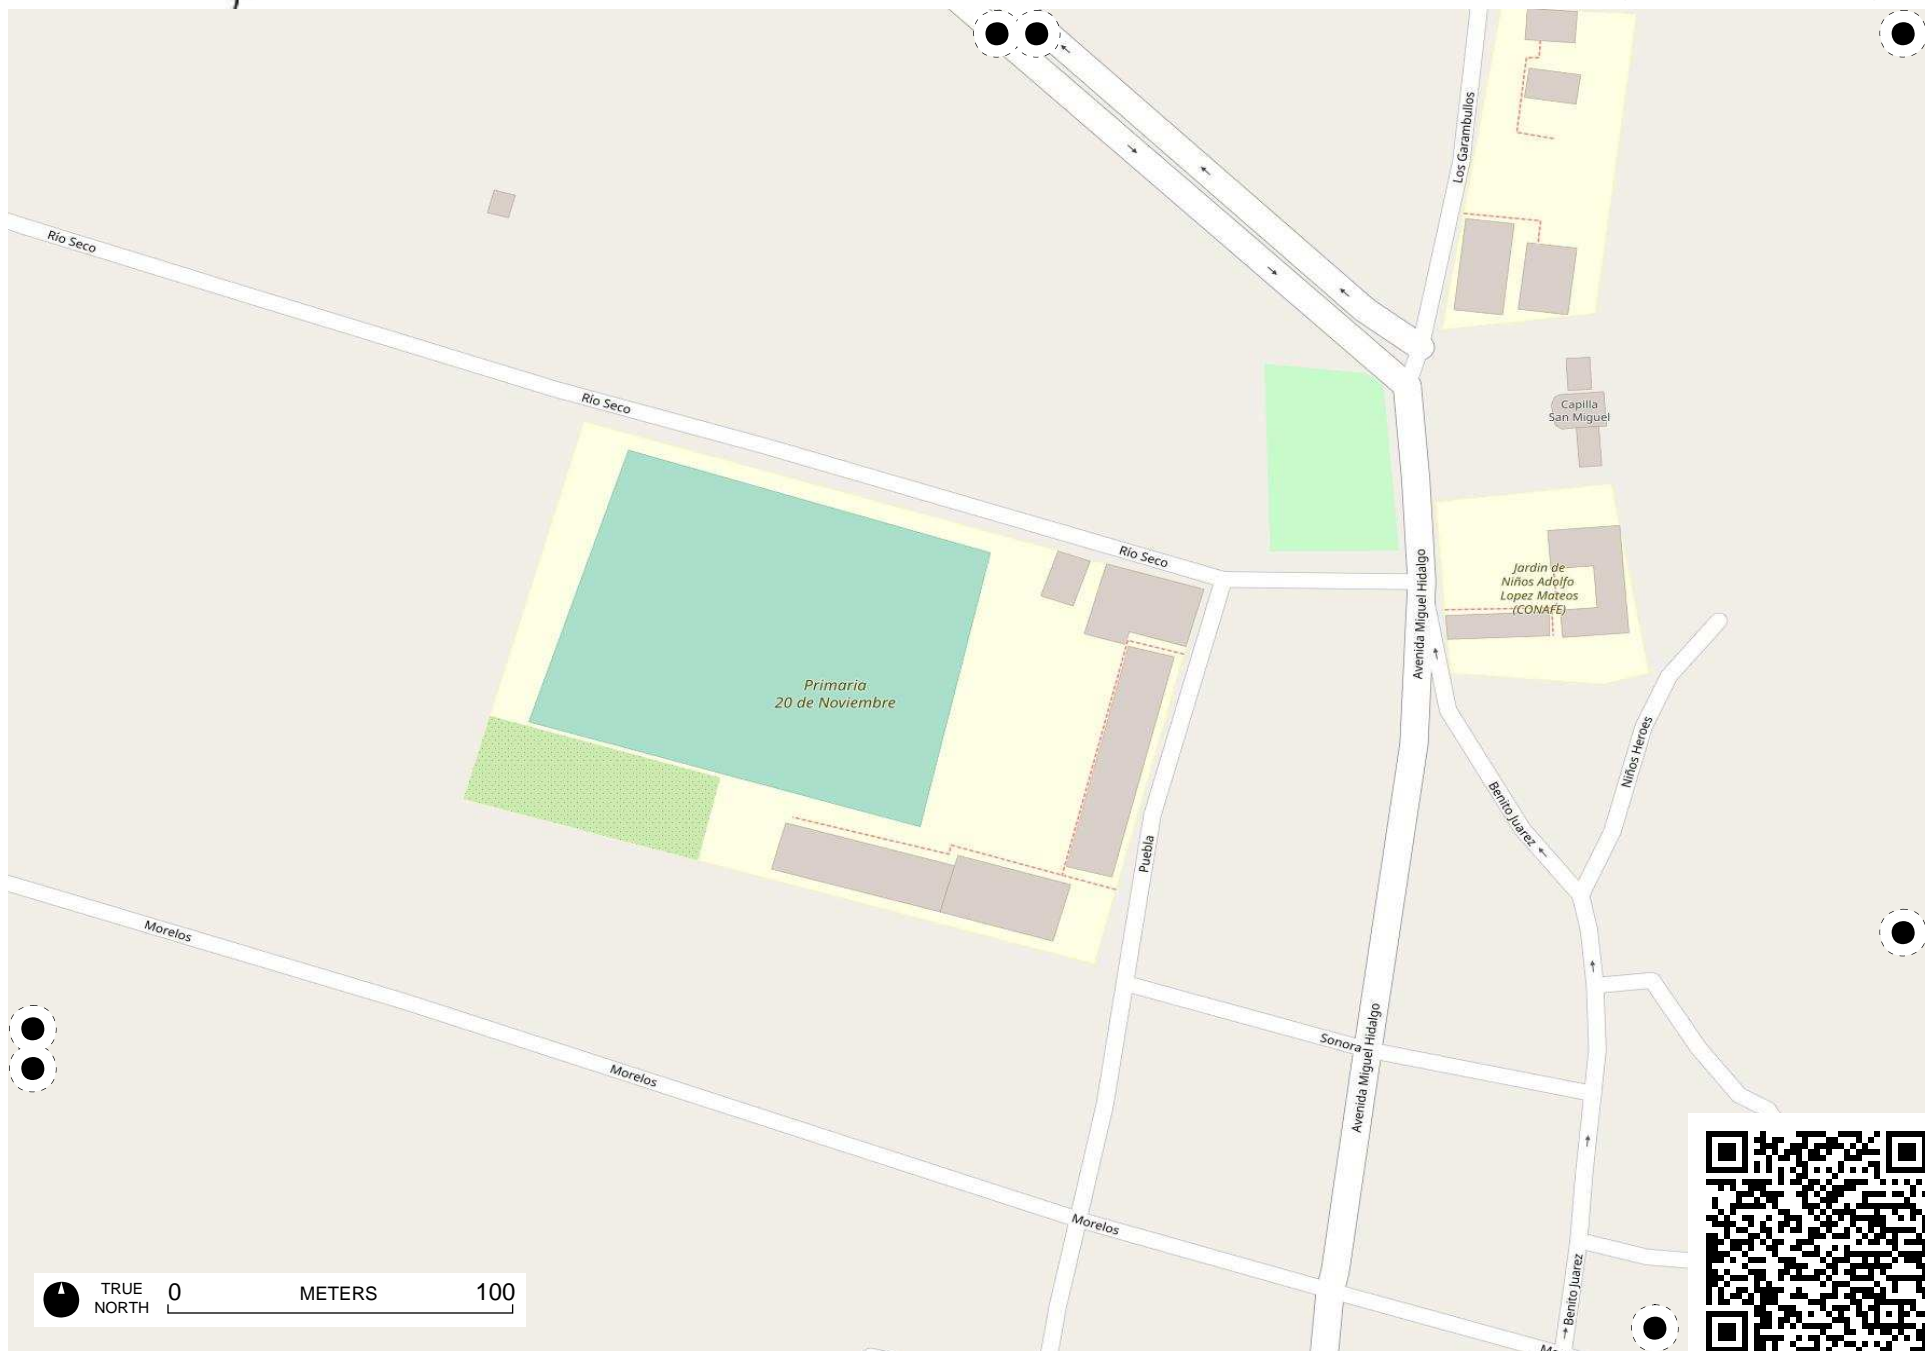 Los Garambullos
Río Seco
Río Seco
Capilla
San Miguel
Río Seco
Avenida Miguel Hidalgo
Jardin de
Niños Adolfo
Lopez Mateos
(CONAFE)
Primaria
20 de Noviembre
Niños Heroes
Benito Juarez
Puebla
Morelos
Sonora
Avenida Miguel Hidalgo
Morelos
Morelos
Benito Juarez
TRUE
NORTH
0 METERS 100